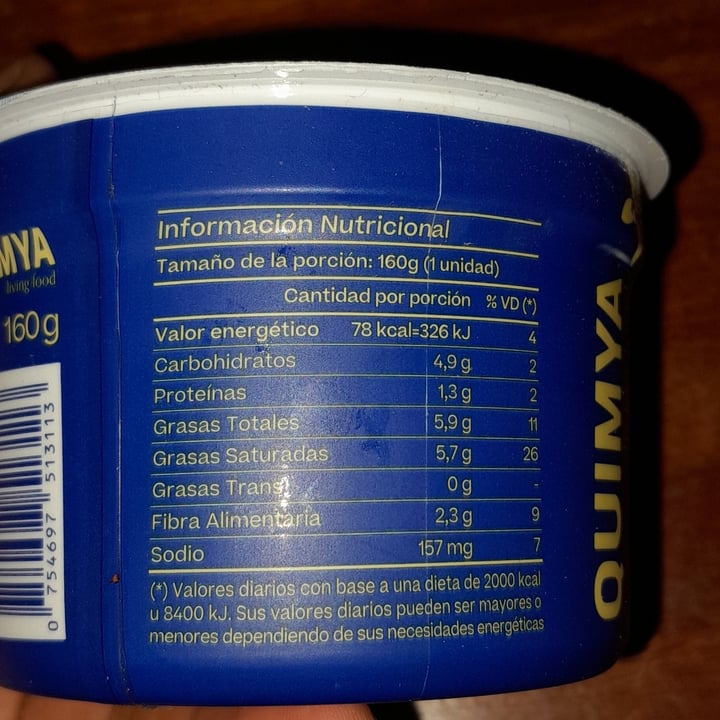 MYA
living food
160g
0 754697 513113
Información Nutricional
Tamaño de la porción: 160g (1 unidad)
Cantidad por porción % VD (*)
Valor energético 78 kcal=326 kJ 4
Carbohidratos 4,9 g 2
Proteínas 1,3 g 2
Grasas Totales 5,9 g 11
Grasas Saturadas 5,7 g 26
Grasas Trans 0 g -
Fibra Alimentaria 2,3 g 9
Sodio 157 mg 7
(*) Valores diarios con base a una dieta de 2000 kcal
u 8400 kJ. Sus valores diarios pueden ser mayores o
menores dependiendo de sus necesidades energéticas
QUIMYA